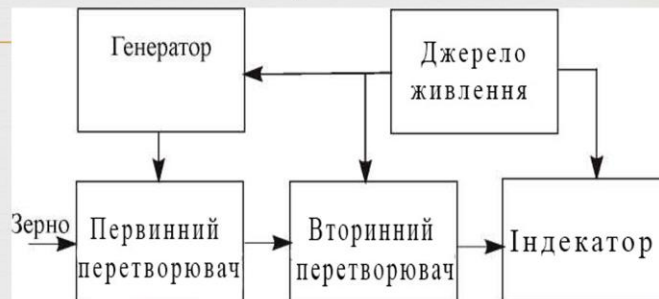 Генератор
Джерело
живлення
Зерно
Первинний
перетворювач
Вторинний
перетворювач
Індекатор